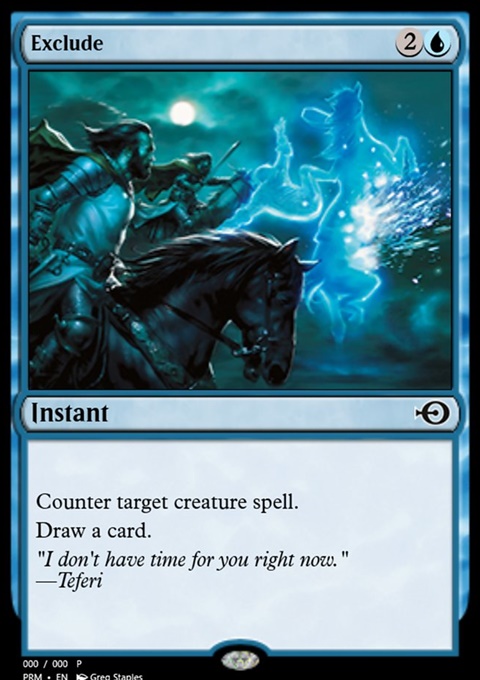 Exclude 2
Instant
Counter target creature spell.
Draw a card.
"I don't have time for you right now."
—Teferi
000 / 000 P
PRM • EN Greg Staples